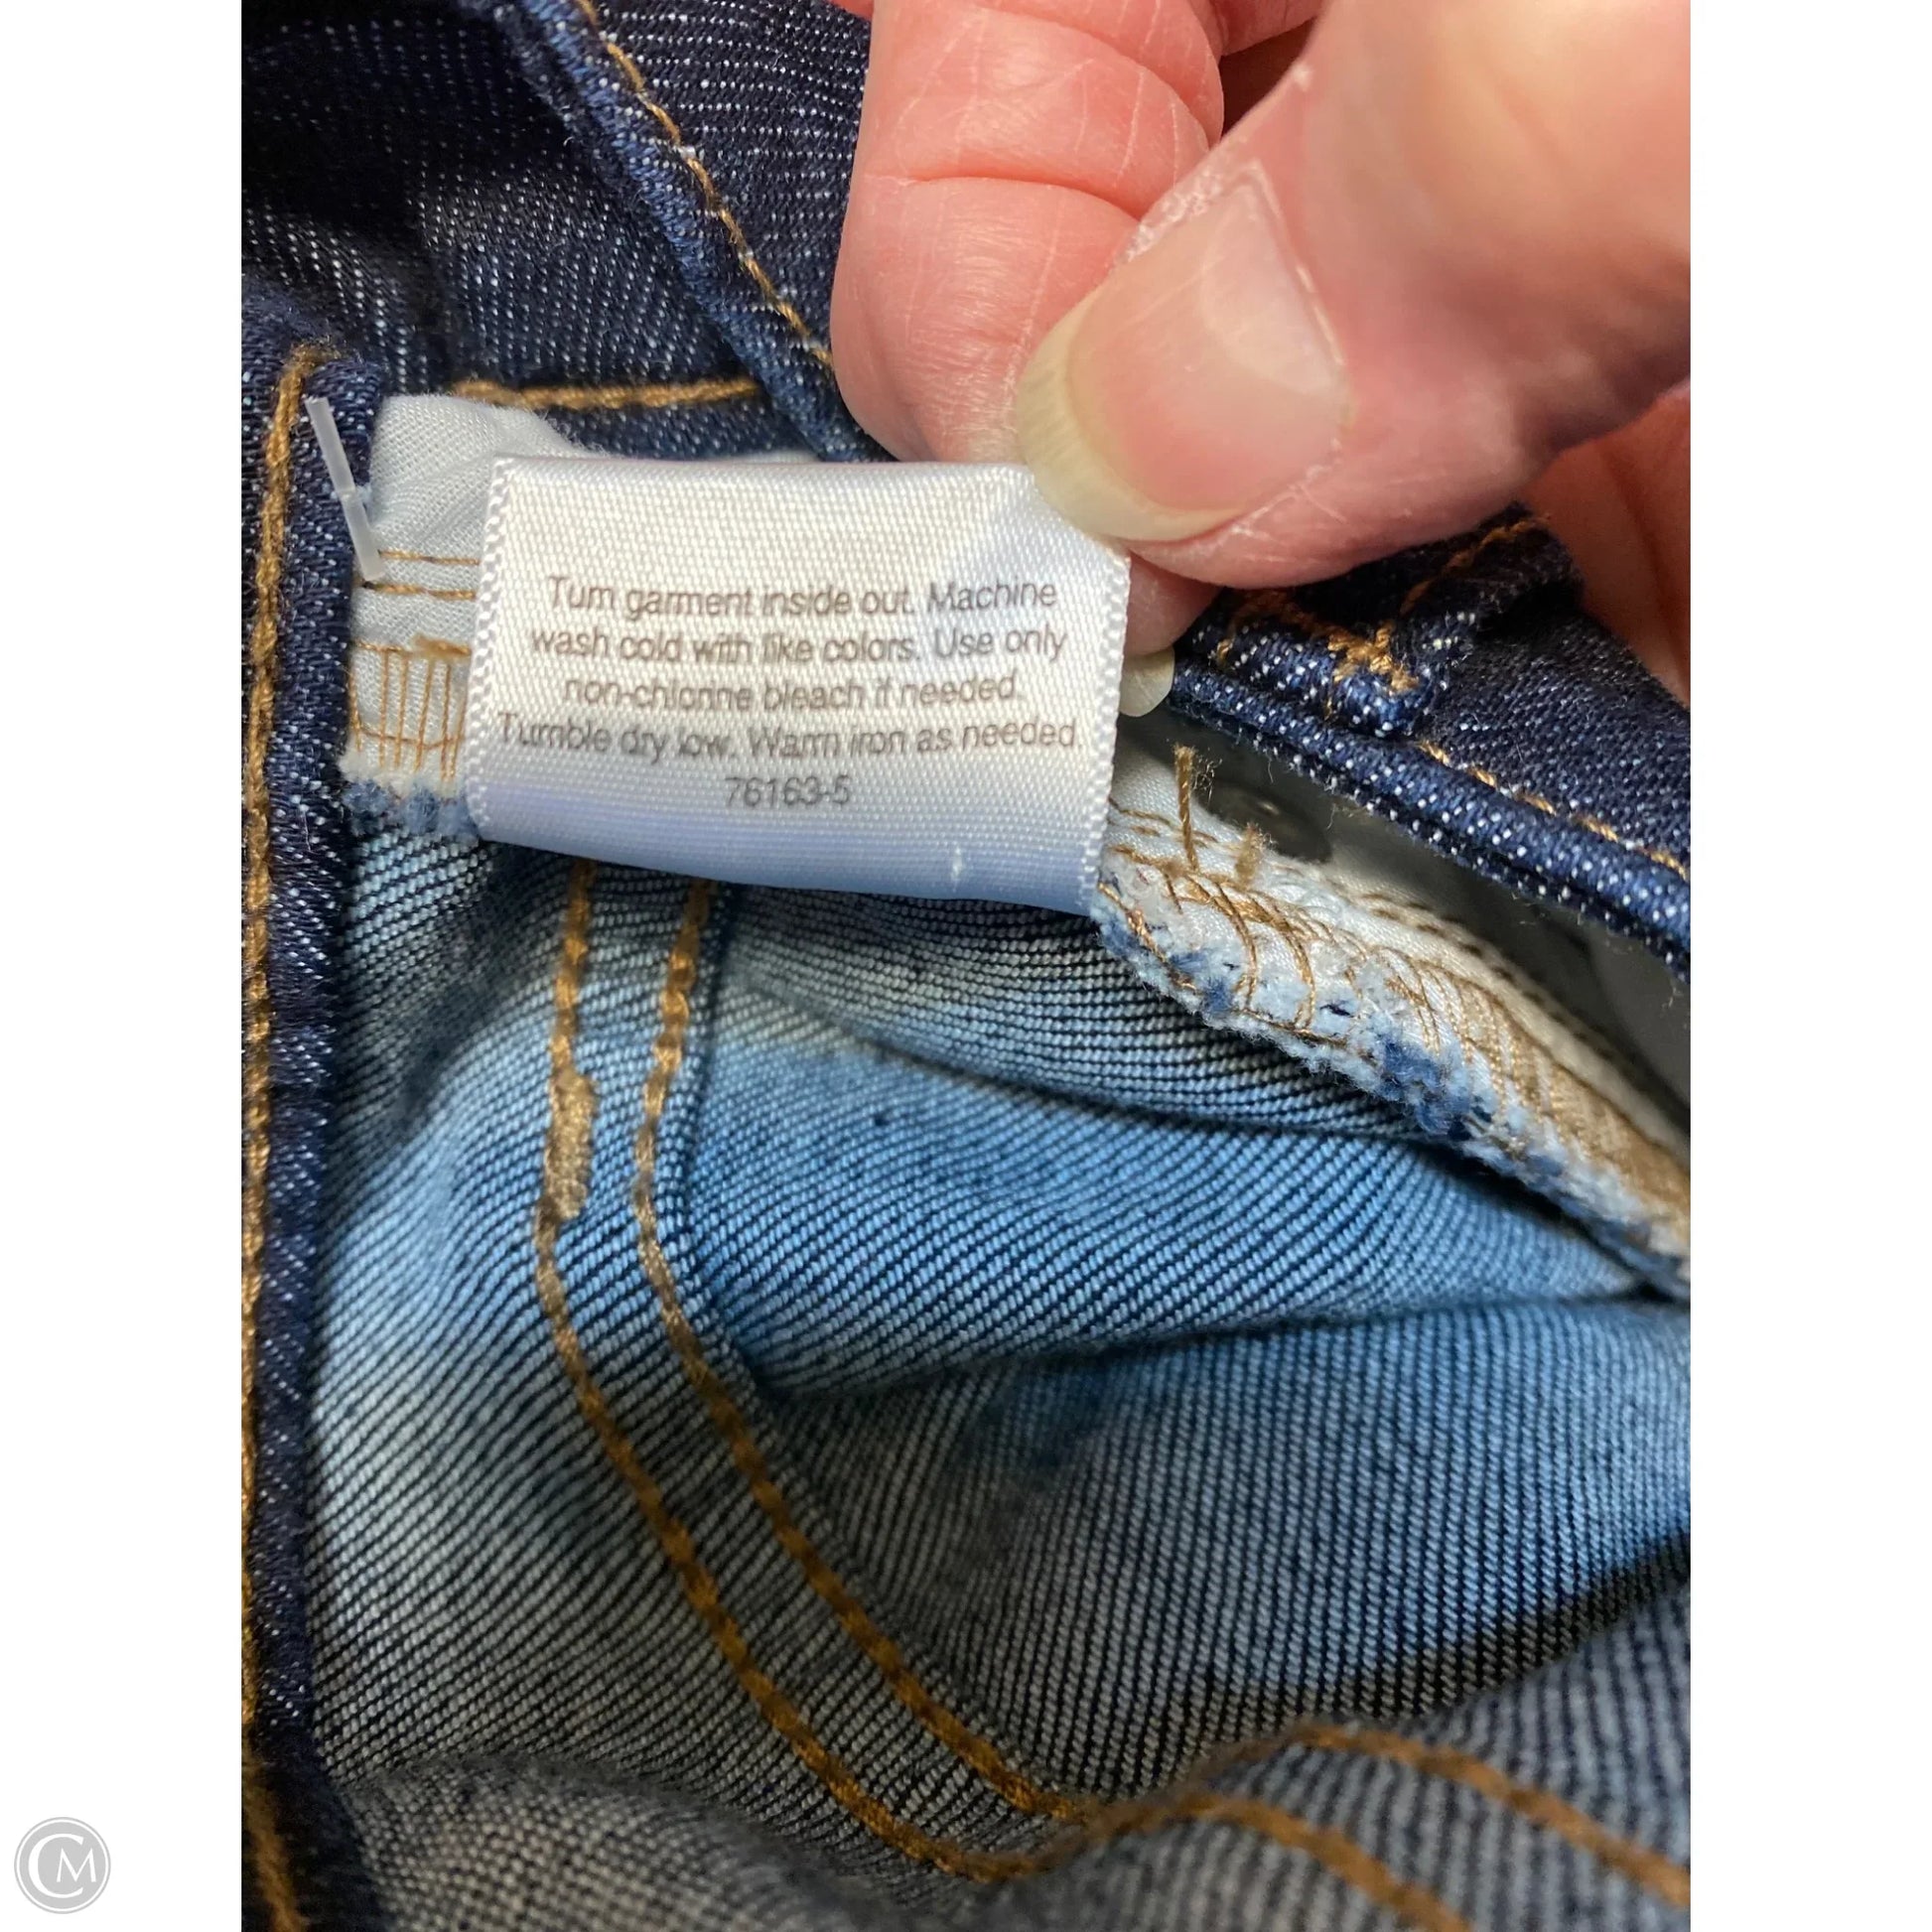 Turn garment inside out. Machine
wash cold with like colors. Use only
non-chlorine bleach if needed.
Tumble dry low. Warm iron as needed.
76163-5
CM